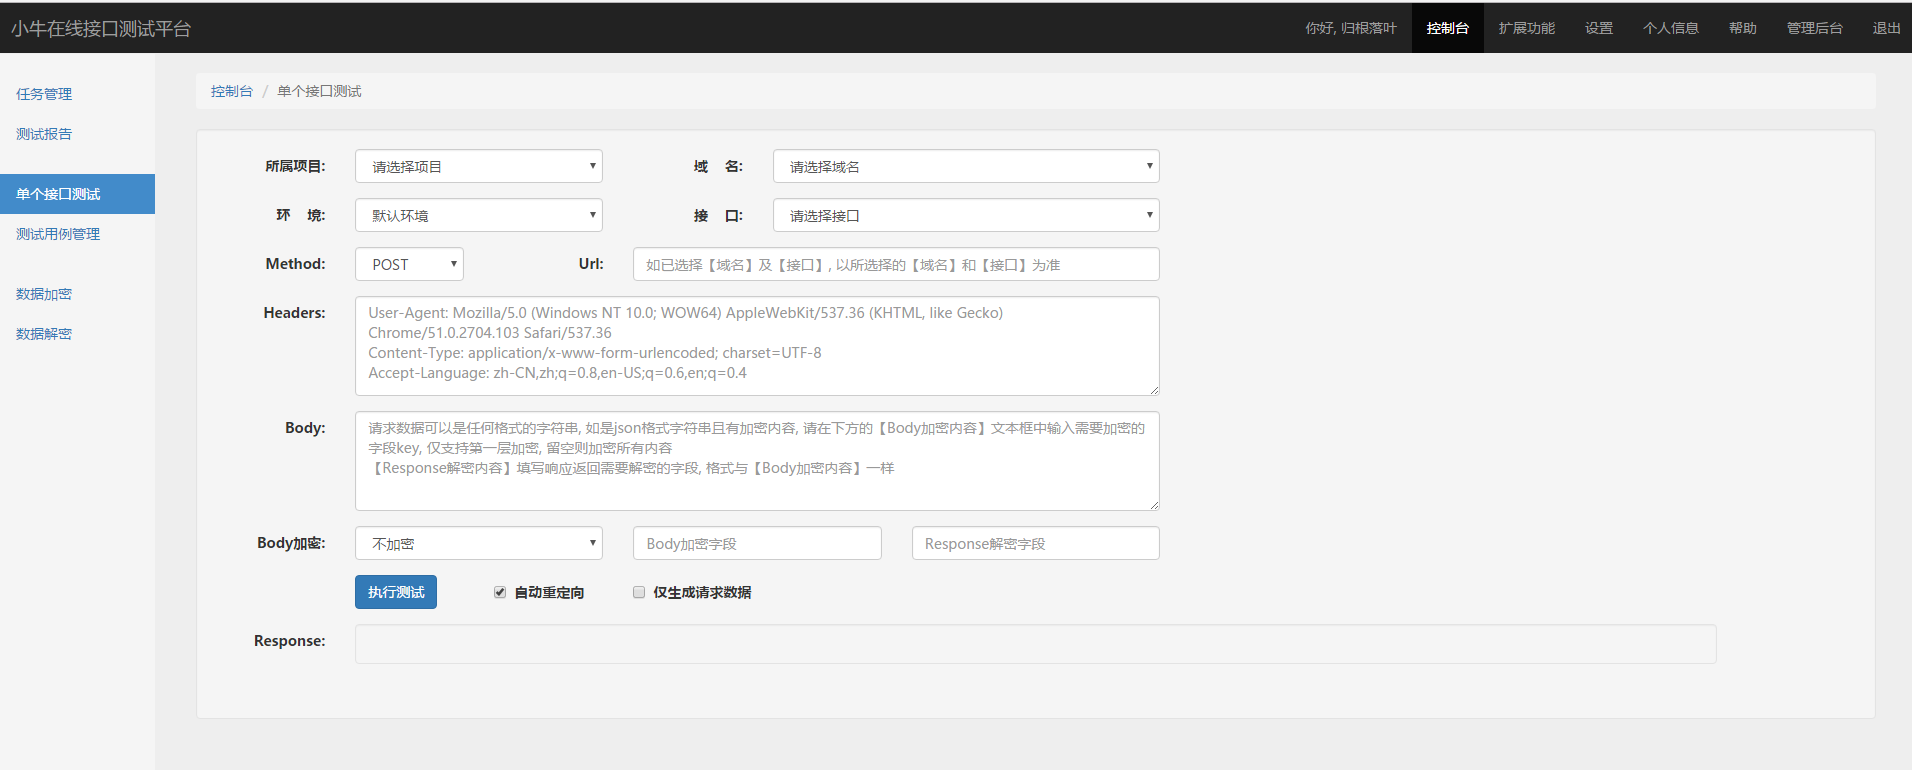 小牛在线接口测试平台
你好, 归根落叶 控制台 扩展功能 设置 个人信息 帮助 管理后台 退出
任务管理
测试报告
单个接口测试
测试用例管理
数据加密
数据解密
控制台 / 单个接口测试
所属项目: 请选择项目 域 名: 请选择域名
环 境: 默认环境 接 口: 请选择接口
Method: POST Url: 如已选择【域名】及【接口】, 以所选择的【域名】和【接口】为准
Headers: User-Agent: Mozilla/5.0 (Windows NT 10.0; WOW64) AppleWebKit/537.36 (KHTML, like Gecko)
Chrome/51.0.2704.103 Safari/537.36
Content-Type: application/x-www-form-urlencoded; charset=UTF-8
Accept-Language: zh-CN,zh;q=0.8,en-US;q=0.6,en;q=0.4
Body: 请求数据可以是任何格式的字符串, 如是json格式字符串且有加密内容, 请在下方的【Body加密内容】文本框中输入需要加密的
字段key, 仅支持第一层加密, 留空则加密所有内容
【Response解密内容】填写响应返回需要解密的字段, 格式与【Body加密内容】一样
Body加密: 不加密 Body加密字段 Response解密字段
执行测试 自动重定向 仅生成请求数据
Response: